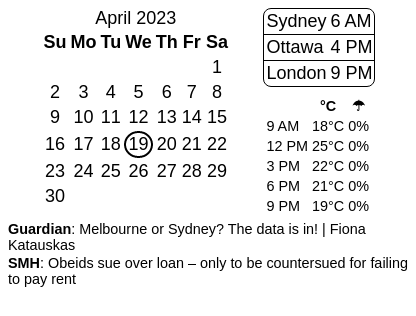 April 2023
Su Mo Tu We Th Fr Sa
1
2 3 4 5 6 7 8
9 10 11 12 13 14 15
16 17 18 19 20 21 22
23 24 25 26 27 28 29
30
Sydney 6 AM
Ottawa 4 PM
London 9 PM
°C ☂
9 AM 18°C 0%
12 PM 25°C 0%
3 PM 22°C 0%
6 PM 21°C 0%
9 PM 19°C 0%
Guardian: Melbourne or Sydney? The data is in! | Fiona
Katauskas
SMH: Obeids sue over loan – only to be countersued for failing
to pay rent